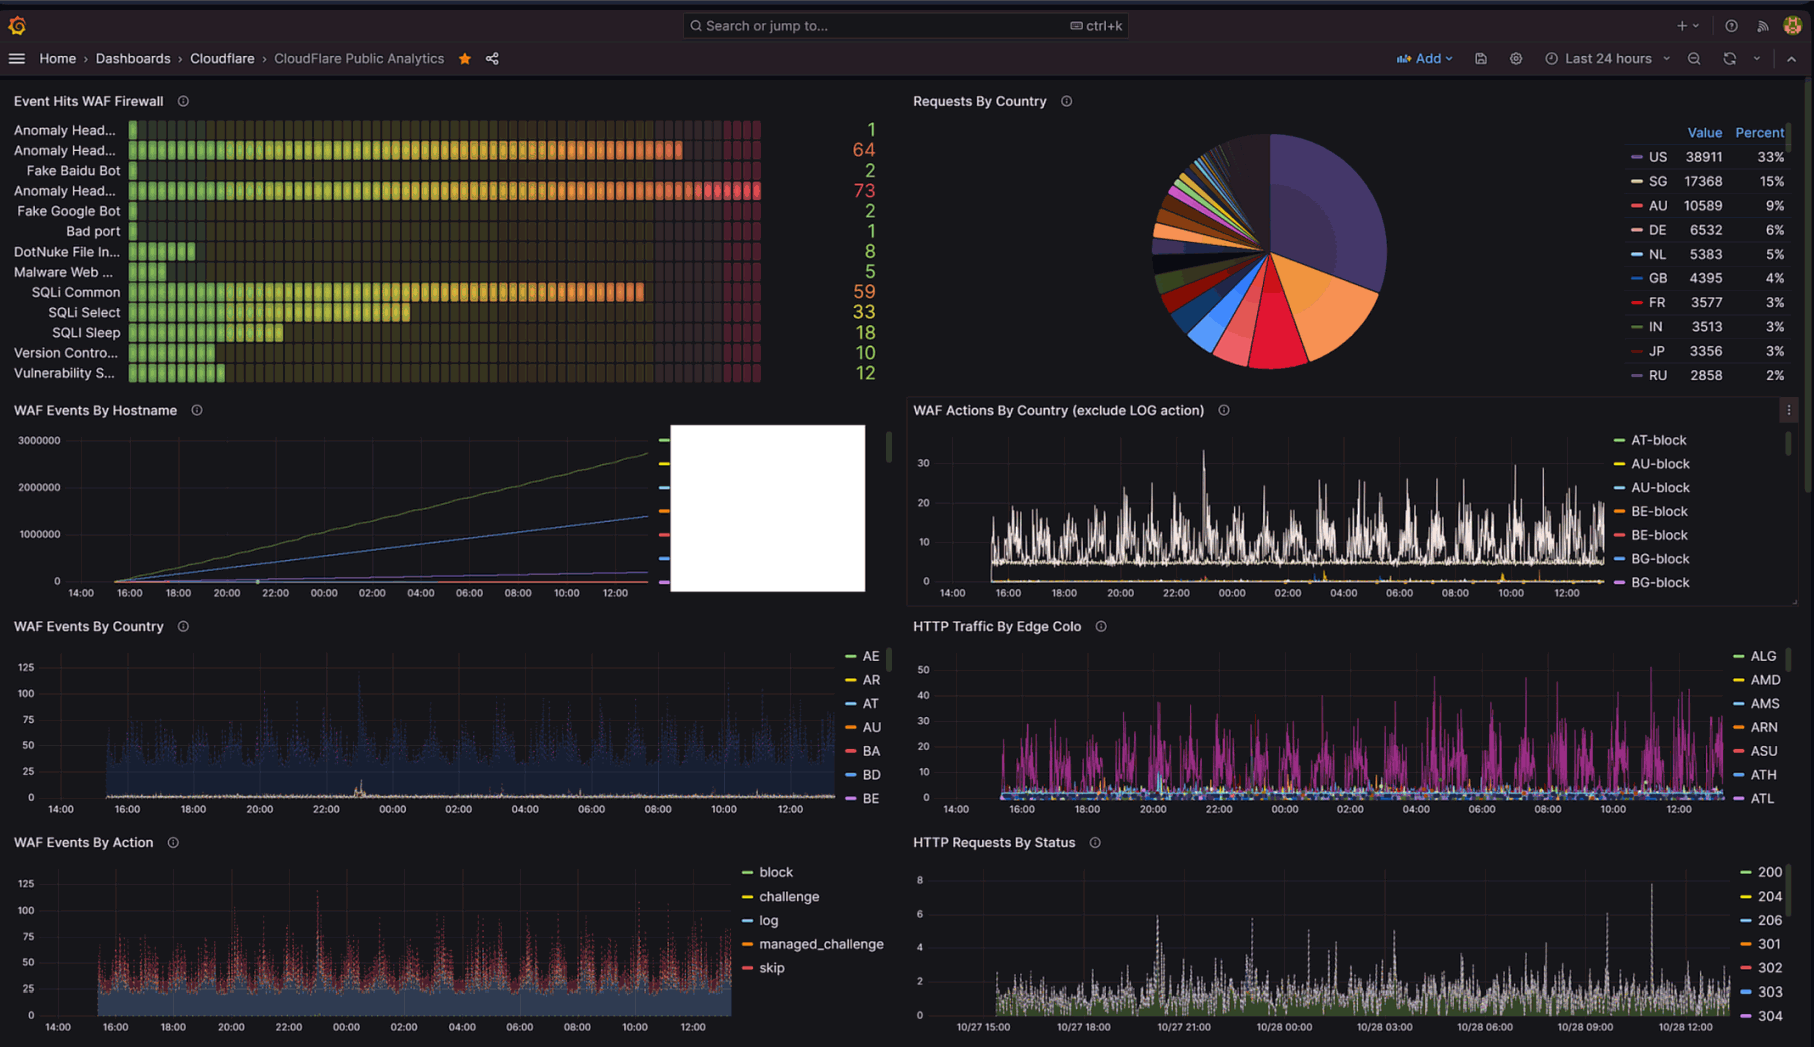 Search or jump to...
ctrl+k
Home › Dashboards › Cloudflare › CloudFlare Public Analytics
Add
Last 24 hours
Event Hits WAF Firewall
Anomaly Head... 1
Anomaly Head... 64
Fake Baidu Bot 2
Anomaly Head... 73
Fake Google Bot 2
Bad port 1
DotNuke File In... 8
Malware Web ... 5
SQLi Common 59
SQLi Select 33
SQLI Sleep 18
Version Contro... 10
Vulnerability S... 12
Requests By Country
Value Percent
US 38911 33%
SG 17368 15%
AU 10589 9%
DE 6532 6%
NL 5383 5%
GB 4395 4%
FR 3577 3%
IN 3513 3%
JP 3356 3%
RU 2858 2%
WAF Events By Hostname
3000000
2000000
1000000
0
14:00 16:00 18:00 20:00 22:00 00:00 02:00 04:00 06:00 08:00 10:00 12:00
WAF Actions By Country (exclude LOG action)
30
20
10
0
14:00 16:00 18:00 20:00 22:00 00:00 02:00 04:00 06:00 08:00 10:00 12:00
AT-block
AU-block
AU-block
BE-block
BE-block
BG-block
BG-block
WAF Events By Country
125
100
75
50
25
0
14:00 16:00 18:00 20:00 22:00 00:00 02:00 04:00 06:00 08:00 10:00 12:00
AE
AR
AT
AU
BA
BD
BE
HTTP Traffic By Edge Colo
50
40
30
20
10
0
14:00 16:00 18:00 20:00 22:00 00:00 02:00 04:00 06:00 08:00 10:00 12:00
ALG
AMD
AMS
ARN
ASU
ATH
ATL
WAF Events By Action
125
100
75
50
25
0
14:00 16:00 18:00 20:00 22:00 00:00 02:00 04:00 06:00 08:00 10:00 12:00
block
challenge
log
managed_challenge
skip
HTTP Requests By Status
8
6
4
2
0
10/27 15:00 10/27 18:00 10/27 21:00 10/28 00:00 10/28 03:00 10/28 06:00 10/28 09:00 10/28 12:00
200
204
206
301
302
303
304